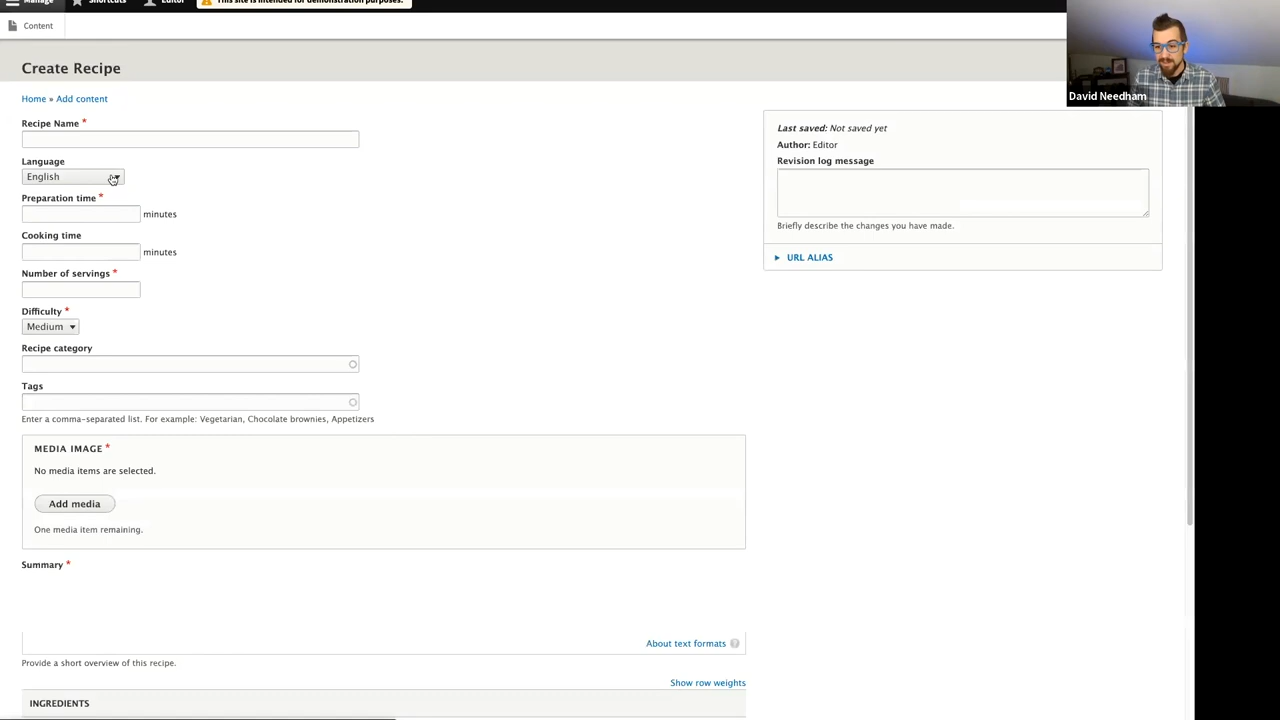 Manage Shortcuts Editor This site is intended for demonstration purposes.
Content
David Needham
Create Recipe
Home » Add content
Recipe Name *
Language
English
Preparation time *
minutes
Cooking time
minutes
Number of servings *
Difficulty *
Medium
Recipe category
Tags
Enter a comma-separated list. For example: Vegetarian, Chocolate brownies, Appetizers
MEDIA IMAGE *
No media items are selected.
Add media
One media item remaining.
Summary *
About text formats ?
Provide a short overview of this recipe.
Show row weights
INGREDIENTS
Last saved: Not saved yet
Author: Editor
Revision log message
Briefly describe the changes you have made.
URL ALIAS